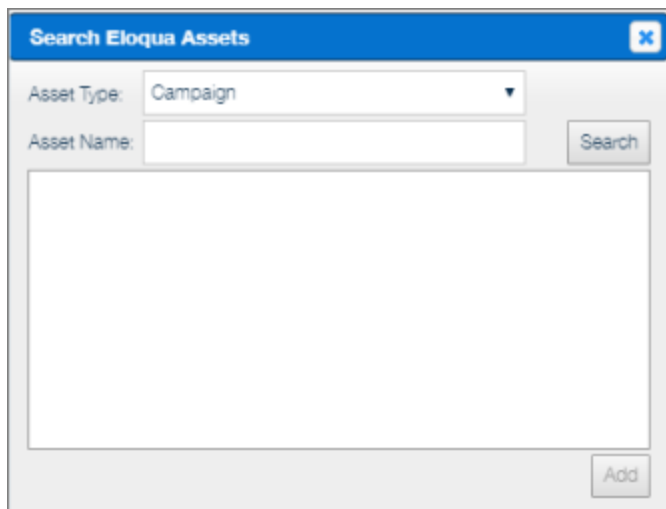 Search Eloqua Assets
Asset Type: Campaign
Asset Name: Search
Add